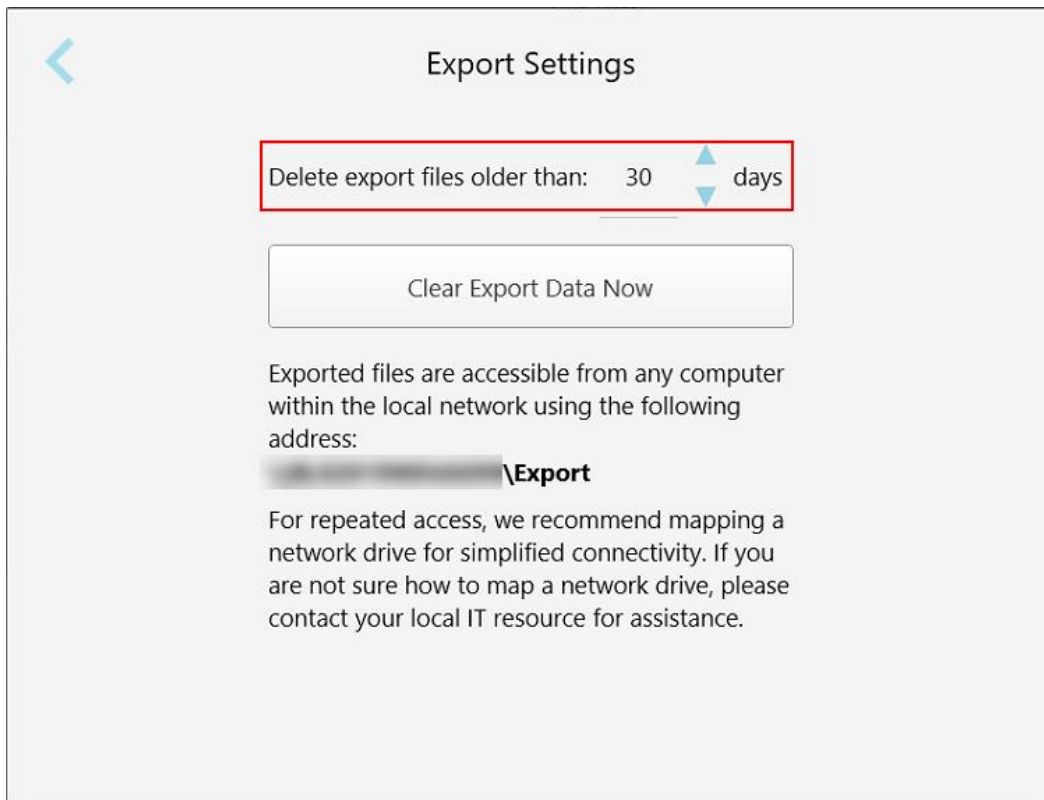 Export Settings
Delete export files older than: 30 days
Clear Export Data Now
Exported files are accessible from any computer
within the local network using the following
address:
\Export
For repeated access, we recommend mapping a
network drive for simplified connectivity. If you
are not sure how to map a network drive, please
contact your local IT resource for assistance.